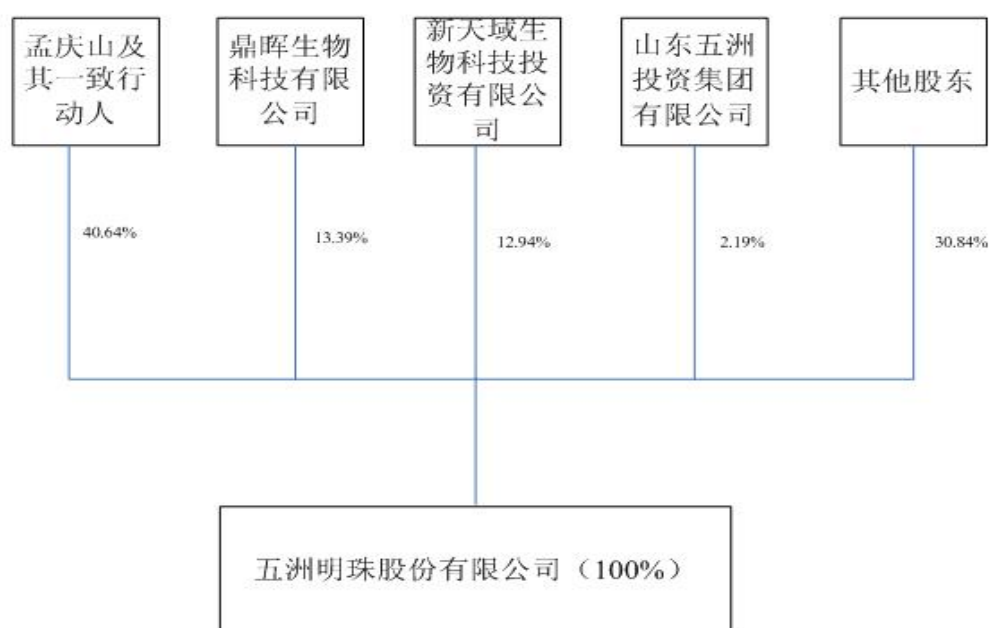 孟庆山及
其一致行
动人
鼎晖生物
科技有限
公司
新天域生
物科技投
资有限公
司
山东五洲
投资集团
有限公司
其他股东
40.64%
13.39%
12.94%
2.19%
30.84%
五洲明珠股份有限公司（100%）